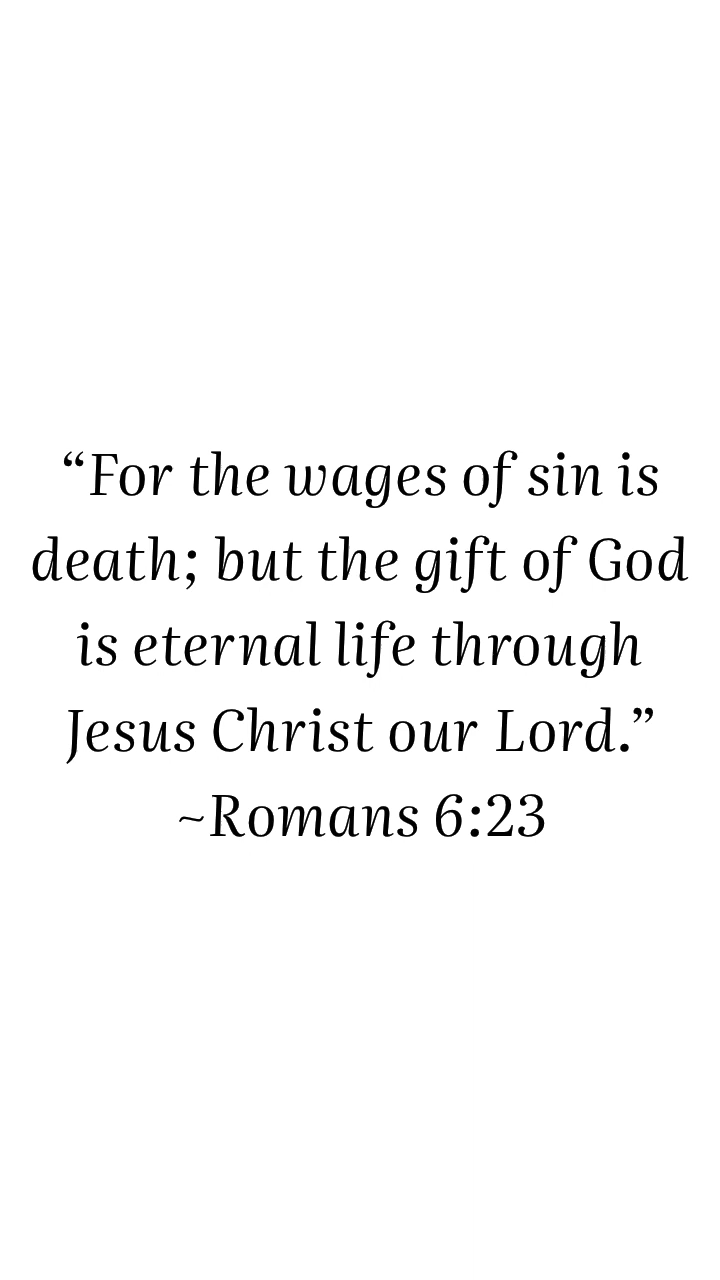 “For the wages of sin is
death; but the gift of God
is eternal life through
Jesus Christ our Lord.”
~Romans 6:23